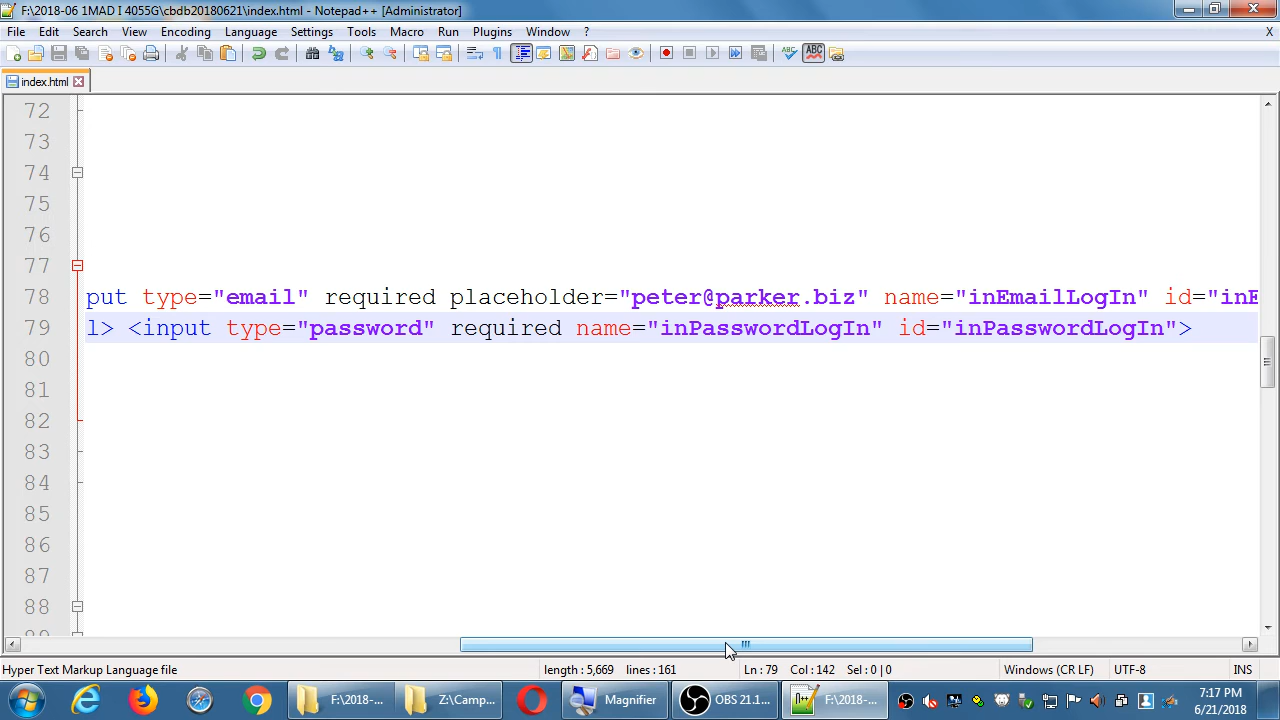 F:\2018-06 1MAD I 4055G\cbdb20180621\index.html - Notepad++ [Administrator]
File Edit Search View Encoding Language Settings Tools Macro Run Plugins Window ? X
index.html
72
73
74
75
76
77
78 put type="email" required placeholder="peter@parker.biz" name="inEmailLogIn" id="inE
79 l> <input type="password" required name="inPasswordLogIn" id="inPasswordLogIn">
80
81
82
83
84
85
86
87
88
Hyper Text Markup Language file length : 5,669 lines : 161 Ln : 79 Col : 142 Sel : 0 | 0 Windows (CR LF) UTF-8 INS
F:\2018-... Z:\Camp... Magnifier OBS 21.1... F:\2018-... 7:17 PM
6/21/2018